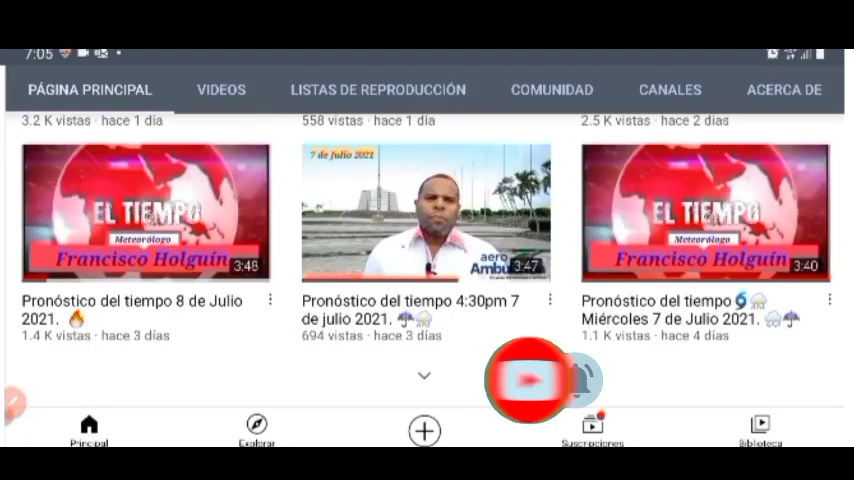 7:05
PÁGINA PRINCIPAL VIDEOS LISTAS DE REPRODUCCIÓN COMUNIDAD CANALES ACERCA DE
3.2 K vistas · hace 1 día
558 vistas · hace 1 día
2.5 K vistas · hace 2 días
EL TIEMPO
Meteorólogo
Francisco Holguín
3:48
7 de julio 2021
aero
Ambu
3:47
EL TIEMPO
Meteorólogo
Francisco Holguín
3:40
Pronóstico del tiempo 8 de Julio
2021. 🔥
1.4 K vistas · hace 3 días
Pronóstico del tiempo 4:30pm 7
de julio 2021. ☂️⛈️
694 vistas · hace 3 días
Pronóstico del tiempo🌀⛈️
Miércoles 7 de Julio 2021. 🌧️☂️
1.1 K vistas · hace 4 días
Principal Explorar Suscripciones Biblioteca